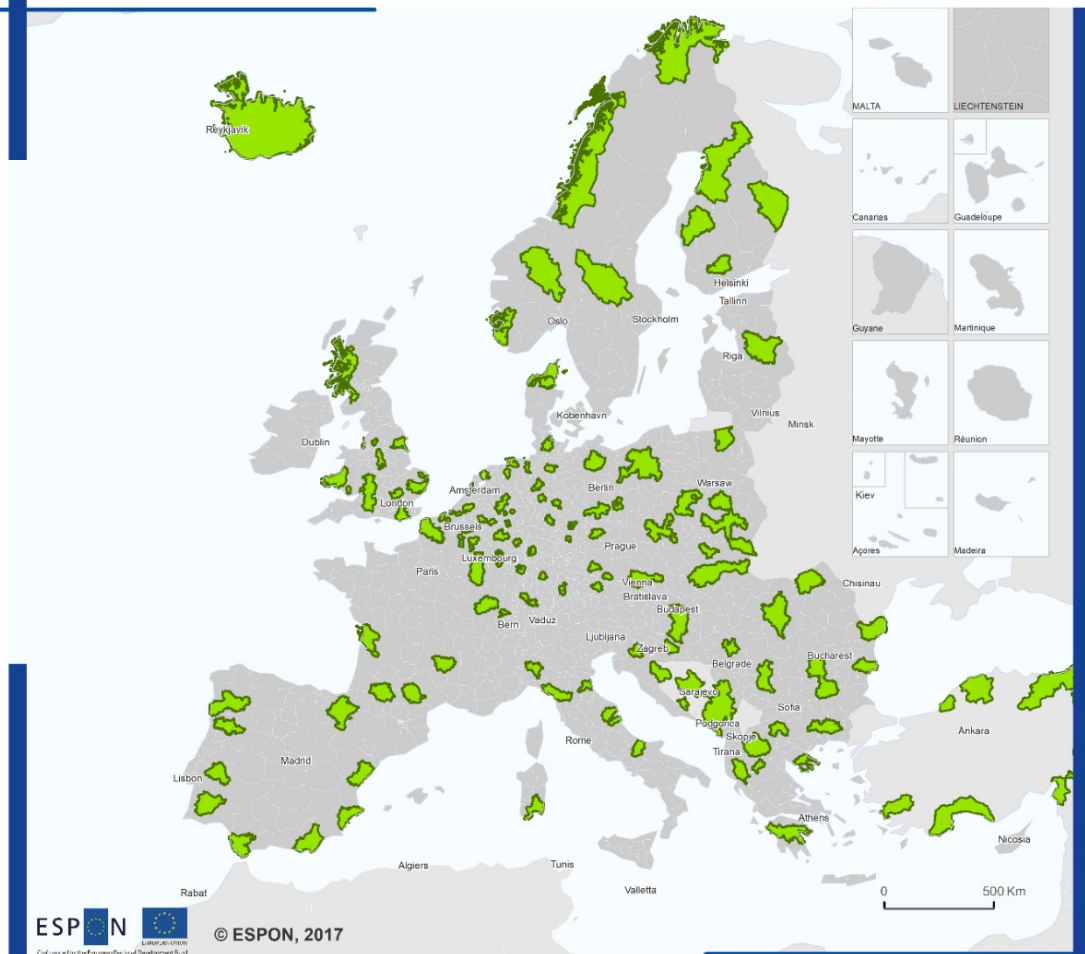 MALTA
LIECHTENSTEIN
Reykjavik
Canarias
Guadeloupe
Helsinki
Tallinn
Oslo
Stockholm
Guyane
Martinique
Riga
Kobenhavn
Vilnius
Minsk
Dublin
Mayotte
Réunion
London
Amsterdam
Berlin
Warsaw
Kiev
Brussels
Prague
Luxembourg
Açores
Madeira
Paris
Vienna
Bratislava
Chisinau
Budapest
Bern
Vaduz
Ljubljana
Zagreb
Belgrade
Bucharest
Sarajevo
Sofia
Podgorica
Ankara
Rome
Skopje
Tirana
Madrid
Lisbon
Athens
Nicosia
Algiers
Tunis
Valletta
Rabat
0 500 Km
ESPON
EUROPEAN UNION
© ESPON, 2017